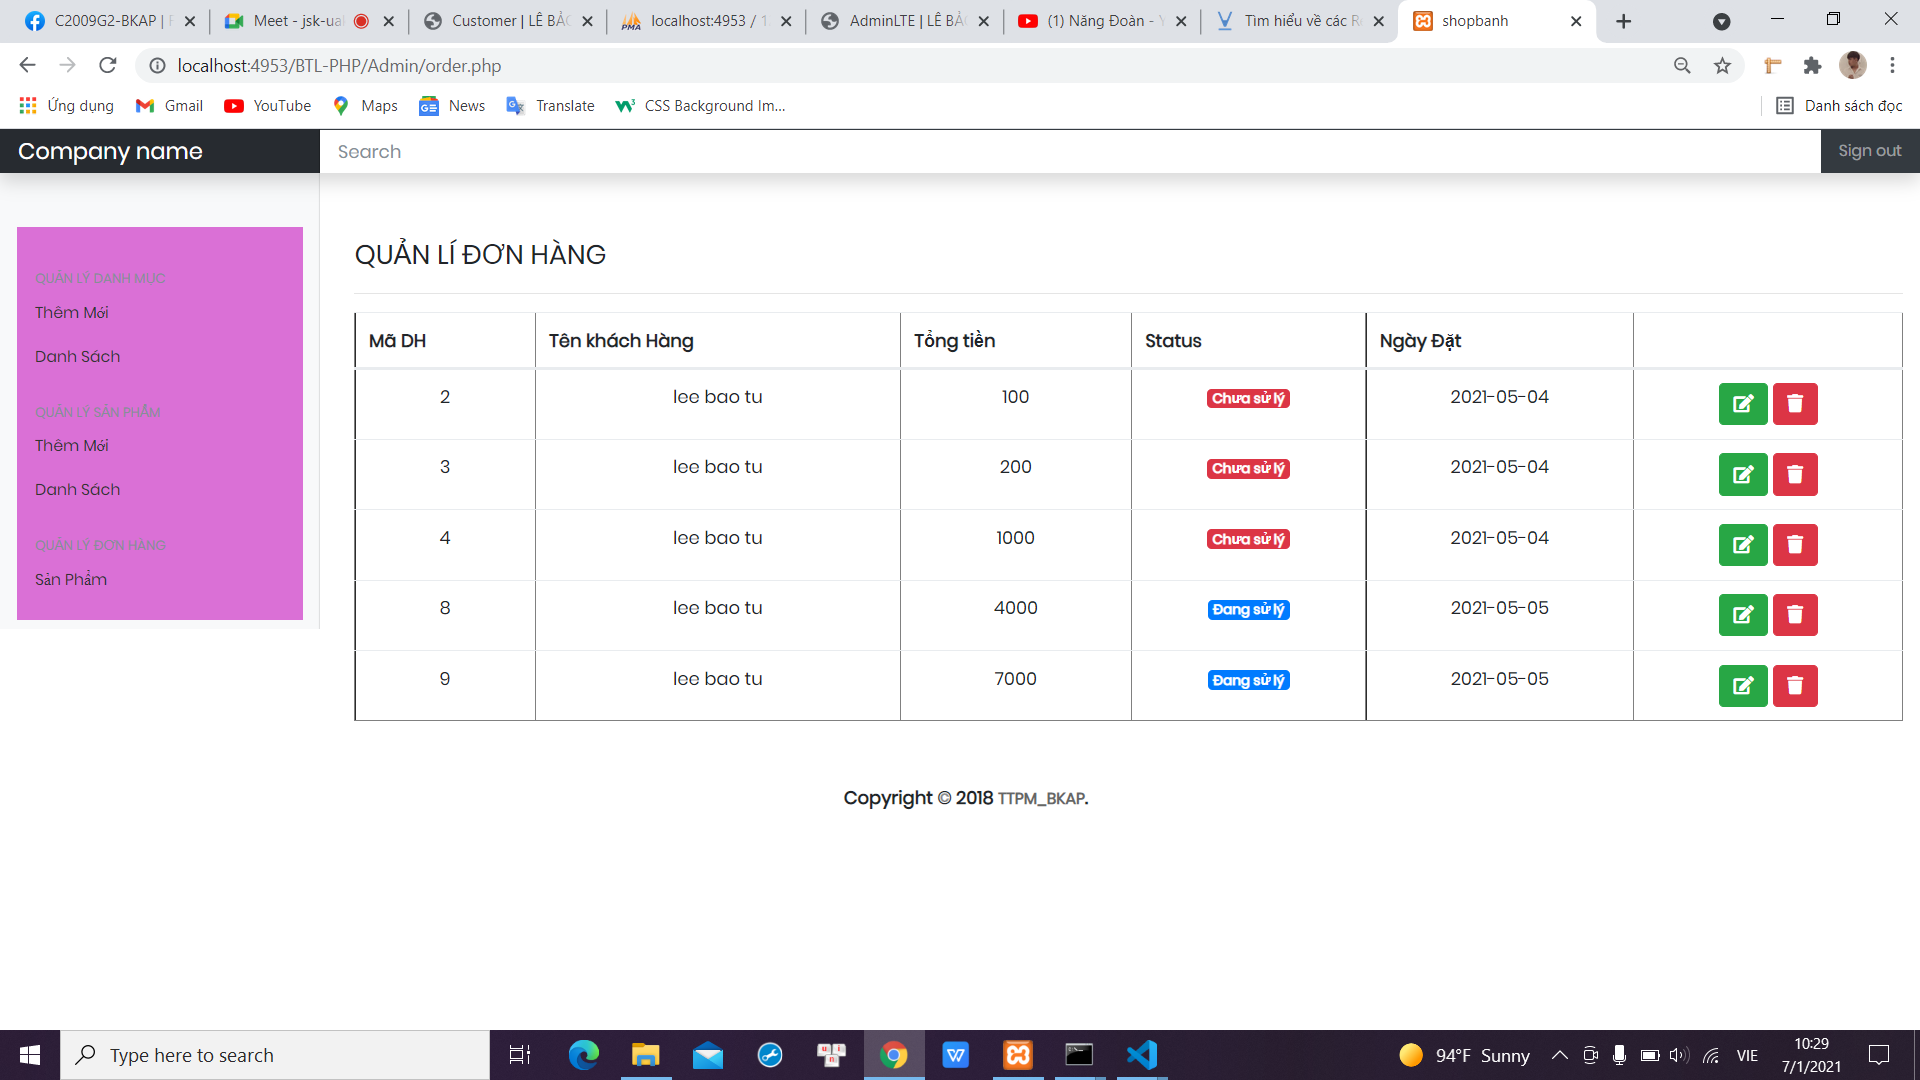 C2009G2-BKAP |
Meet - jsk-ual
Customer | LÊ BẢO
localhost:4953 / 1
AdminLTE | LÊ BẢO
(1) Năng Đoàn - Y
Tìm hiểu về các R
shopbanh
localhost:4953/BTL-PHP/Admin/order.php
Ứng dụng
Gmail
YouTube
Maps
News
Translate
CSS Background Im...
Danh sách đọc
Company name
Search
Sign out
QUẢN LÝ DANH MỤC
Thêm Mới
Danh Sách
QUẢN LÝ SẢN PHẨM
Thêm Mới
Danh Sách
QUẢN LÝ ĐƠN HÀNG
Sản Phẩm
QUẢN LÍ ĐƠN HÀNG
Mã DH Tên khách Hàng Tổng tiền Status Ngày Đặt
2 lee bao tu 100 Chưa sử lý 2021-05-04
3 lee bao tu 200 Chưa sử lý 2021-05-04
4 lee bao tu 1000 Chưa sử lý 2021-05-04
8 lee bao tu 4000 Đang sử lý 2021-05-05
9 lee bao tu 7000 Đang sử lý 2021-05-05
Copyright © 2018 TTPM_BKAP.
Type here to search
94°F Sunny
VIE
10:29
7/1/2021